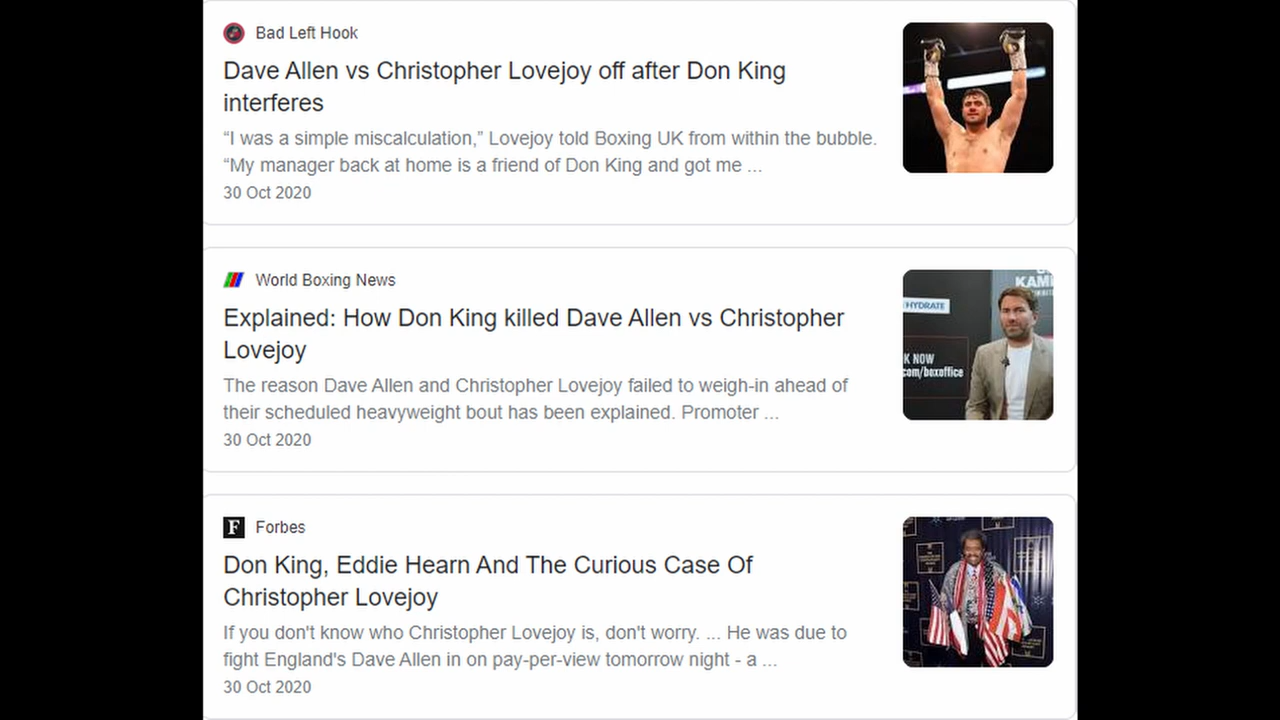 Bad Left Hook
Dave Allen vs Christopher Lovejoy off after Don King
interferes
“I was a simple miscalculation,” Lovejoy told Boxing UK from within the bubble.
“My manager back at home is a friend of Don King and got me ...
30 Oct 2020
World Boxing News
Explained: How Don King killed Dave Allen vs Christopher
Lovejoy
The reason Dave Allen and Christopher Lovejoy failed to weigh-in ahead of
their scheduled heavyweight bout has been explained. Promoter ...
30 Oct 2020
KAM
HYDRATE
K NOW
com/boxoffice
F Forbes
Don King, Eddie Hearn And The Curious Case Of
Christopher Lovejoy
If you don't know who Christopher Lovejoy is, don't worry. ... He was due to
fight England's Dave Allen in on pay-per-view tomorrow night - a ...
30 Oct 2020